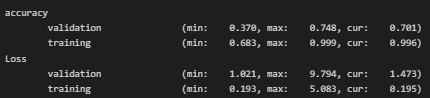 accuracy
validation (min: 0.370, max: 0.748, cur: 0.701)
training (min: 0.683, max: 0.999, cur: 0.996)
Loss
validation (min: 1.021, max: 9.794, cur: 1.473)
training (min: 0.193, max: 5.083, cur: 0.195)